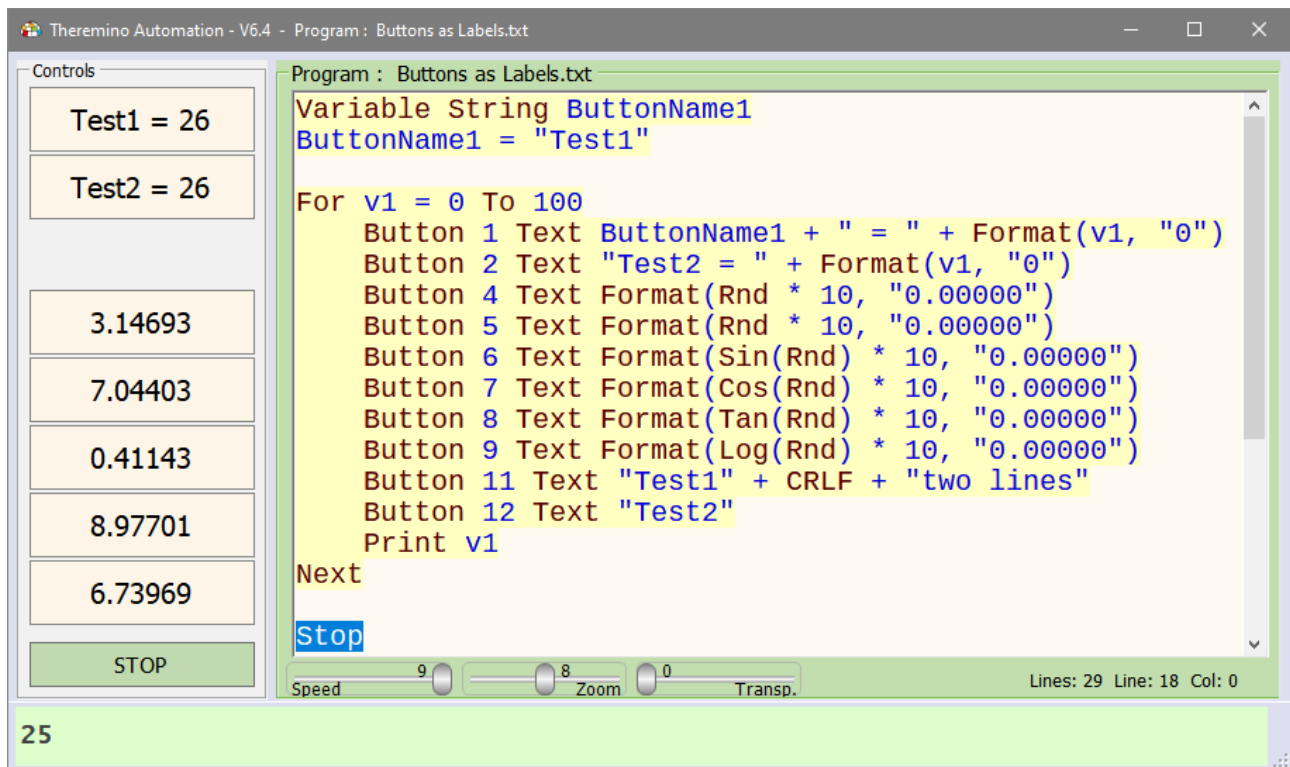 Theremino Automation - V6.4 - Program : Buttons as Labels.txt
Controls
Test1 = 26
Test2 = 26
3.14693
7.04403
0.41143
8.97701
6.73969
STOP
Program : Buttons as Labels.txt
Variable String ButtonName1
ButtonName1 = "Test1"
For v1 = 0 To 100
    Button 1 Text ButtonName1 + " = " + Format(v1, "0")
    Button 2 Text "Test2 = " + Format(v1, "0")
    Button 4 Text Format(Rnd * 10, "0.00000")
    Button 5 Text Format(Rnd * 10, "0.00000")
    Button 6 Text Format(Sin(Rnd) * 10, "0.00000")
    Button 7 Text Format(Cos(Rnd) * 10, "0.00000")
    Button 8 Text Format(Tan(Rnd) * 10, "0.00000")
    Button 9 Text Format(Log(Rnd) * 10, "0.00000")
    Button 11 Text "Test1" + CRLF + "two lines"
    Button 12 Text "Test2"
    Print v1
Next
Stop
Speed 9 8 Zoom 0 Transp. Lines: 29 Line: 18 Col: 0
25